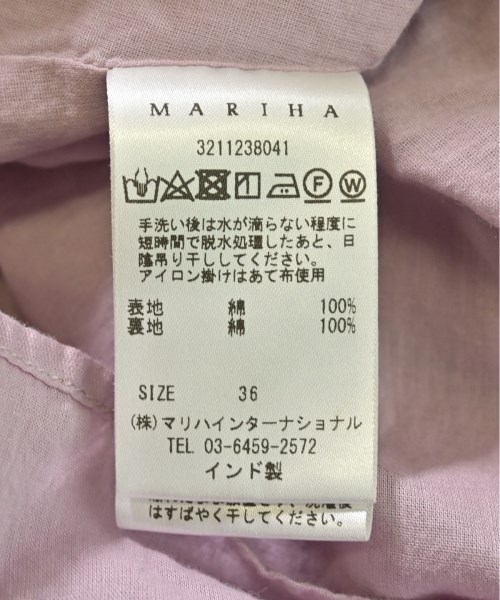 MARIHA
3211238041
F W
手洗い後は水が滴らない程度に
短時間で脱水処理したあと、日
陰吊り干ししてください。
アイロン掛けはあて布使用
表地 綿 100%
裏地 綿 100%
SIZE 36
(株)マリハインターナショナル
TEL 03-6459-2572
インド製
はすばやく干してください。